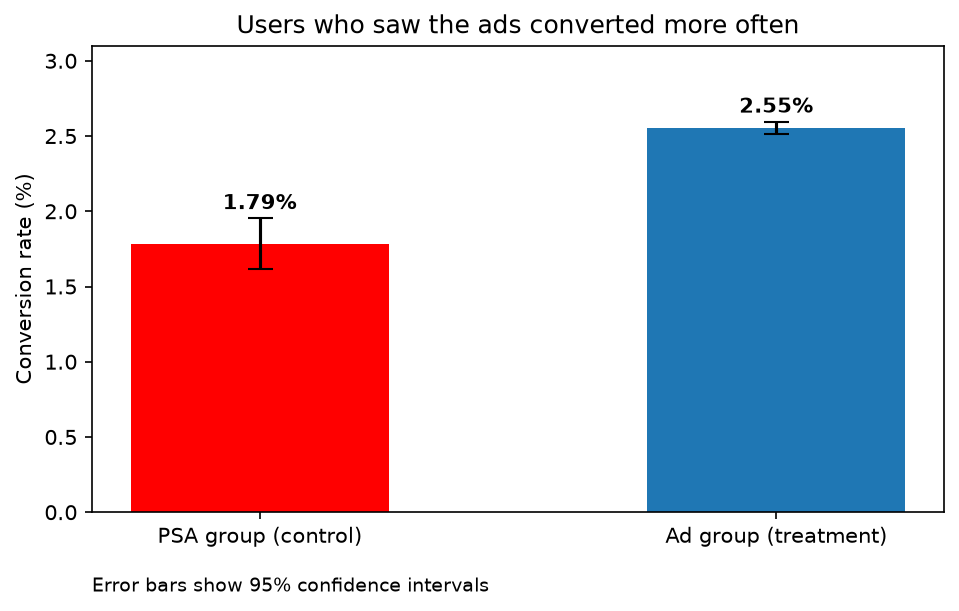 Users who saw the ads converted more often
Conversion rate (%)
3.0
2.5
2.0
1.5
1.0
0.5
0.0
1.79%
2.55%
PSA group (control)
Ad group (treatment)
Error bars show 95% confidence intervals